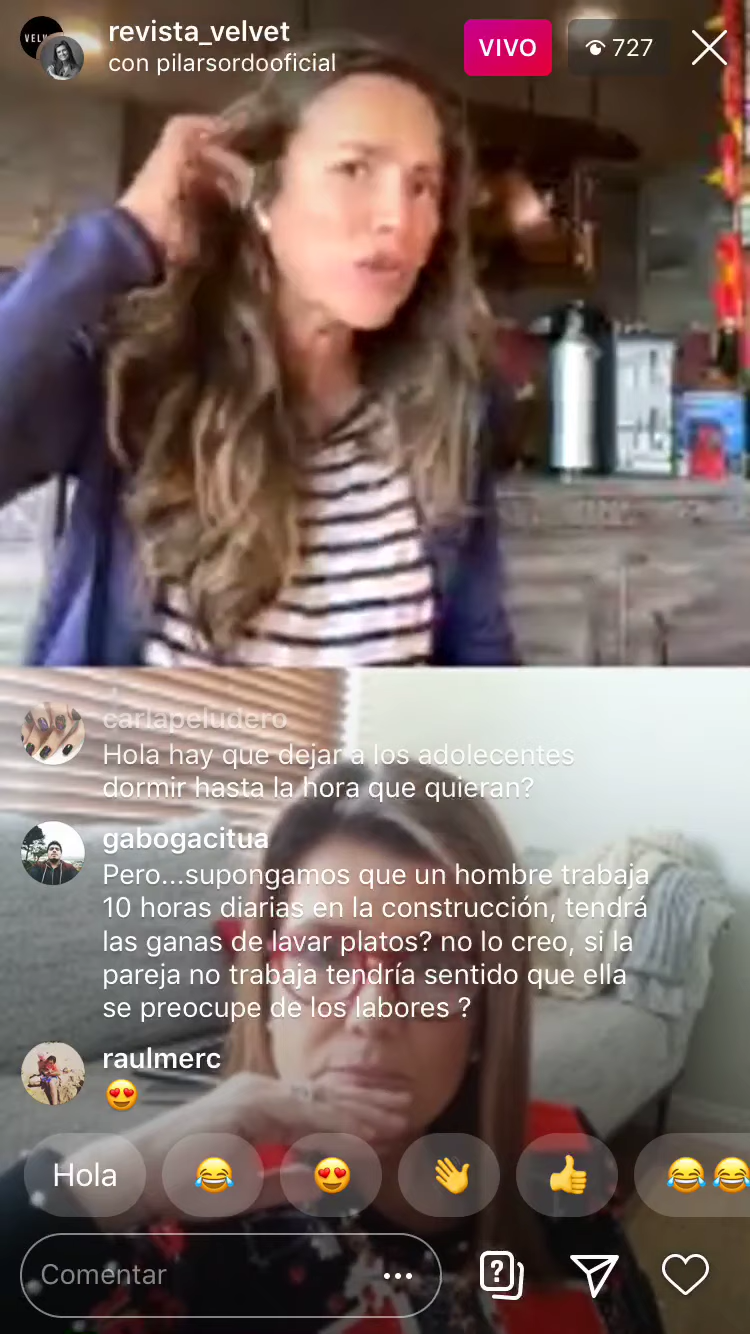 VELV
revista_velvet
con pilarsordooficial
VIVO
727
carlapeludero
Hola hay que dejar a los adolecentes
dormir hasta la hora que quieran?
gabogacitua
Pero...supongamos que un hombre trabaja
10 horas diarias en la construcción, tendrá
las ganas de lavar platos? no lo creo, si la
pareja no trabaja tendría sentido que ella
se preocupe de los labores ?
raulmerc
😍
Hola 😂 😍 👋 👍 😂😂
Comentar